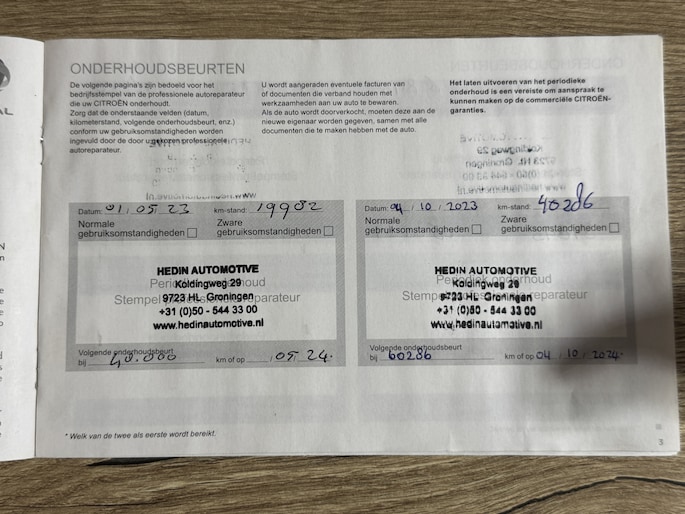 ONDERHOUDSBEURTEN
De volgende pagina's zijn bedoeld voor het
bedrijfsstempel van de professionele autoreparateur
die uw CITROËN onderhoudt.
Zorg dat de onderstaande velden (datum,
kilometerstand, volgende onderhoudsbeurt, enz.)
conform uw gebruiksomstandigheden worden
ingevuld door de door u gekozen professionele
autoreparateur.
U wordt aangeraden eventuele facturen van
of documenten die verband houden met
werkzaamheden aan uw auto te bewaren.
Als de auto wordt doorverkocht, moeten deze aan de
nieuwe eigenaar worden gegeven, samen met alle
documenten die te maken hebben met de auto.
Het laten uitvoeren van het periodieke
onderhoud is een vereiste om aanspraak te
kunnen maken op de commerciële CITROËN-
garanties.
Datum: 01 / 05 / 23 km-stand: 19982
Normale gebruiksomstandigheden
Zware gebruiksomstandigheden
Periodiek onderhoud
HEDIN AUTOMOTIVE
Koldingweg 29
9723 HL Groningen
+31 (0)50 - 544 33 00
www.hedinautomotive.nl
Volgende onderhoudsbeurt
bij 40.000 km of op / 05 / 24.
Datum: 04 / 10 / 2023 km-stand: 40286
Normale gebruiksomstandigheden
Zware gebruiksomstandigheden
Periodiek onderhoud
HEDIN AUTOMOTIVE
Koldingweg 29
9723 HL Groningen
+31 (0)50 - 544 33 00
www.hedinautomotive.nl
Volgende onderhoudsbeurt
bij 60286 km of op 04 / 10 / 2024.
* Welk van de twee als eerste wordt bereikt.
3